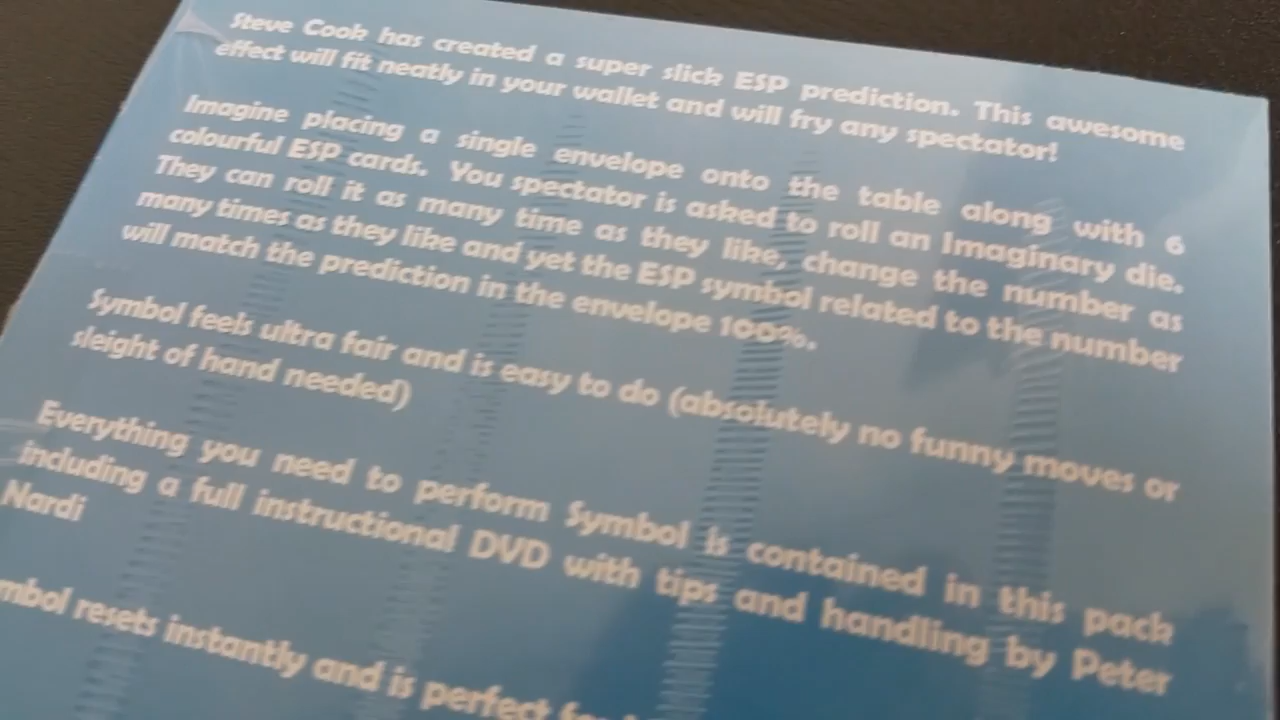 Steve Cook has created a super slick ESP prediction. This awesome
effect will fit neatly in your wallet and will fry any spectator!
Imagine placing a single envelope onto the table along with 6
colourful ESP cards. You spectator is asked to roll an Imaginary die.
They can roll it as many time as they like, change the number as
many times as they like and yet the ESP symbol related to the number
will match the prediction in the envelope 100%.
Symbol feels ultra fair and is easy to do (absolutely no funny moves or
sleight of hand needed)
Everything you need to perform Symbol is contained in this pack
including a full instructional DVD with tips and handling by Peter
Nardi
mbol resets instantly and is perfect